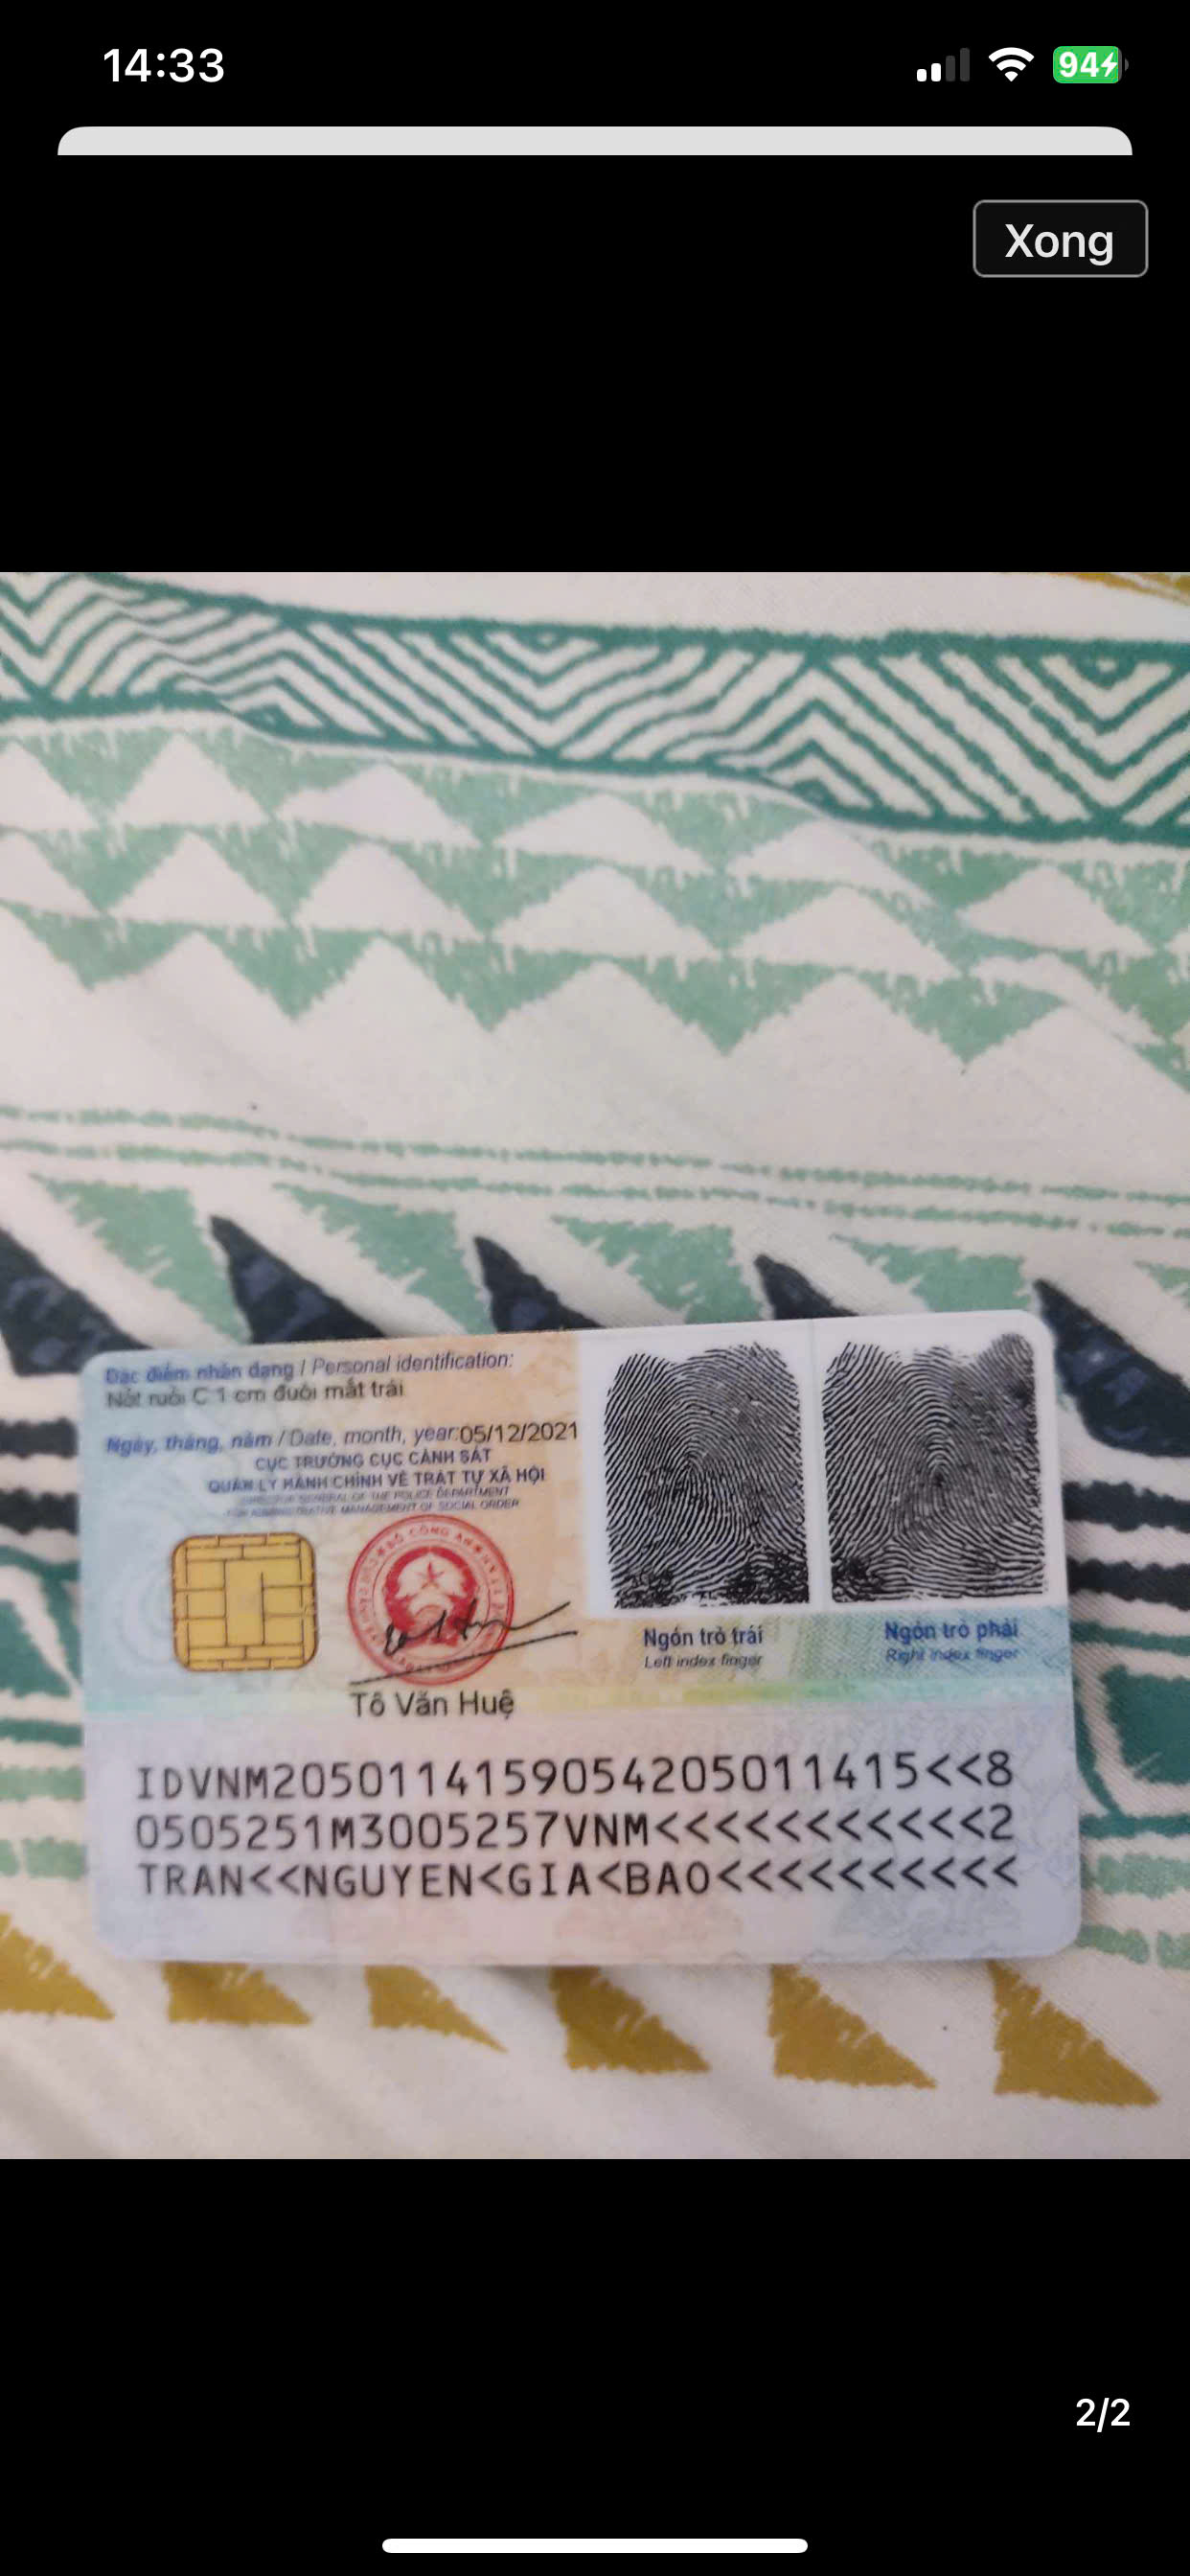 14:33
94
Xong
Đặc điểm nhân dạng / Personal identification:
Nốt ruồi C 1 cm đuôi mắt trái
Ngày, tháng, năm / Date, month, year:05/12/2021
CỤC TRƯỞNG CỤC CẢNH SÁT
QUẢN LÝ HÀNH CHÍNH VỀ TRẬT TỰ XÃ HỘI
DIRECTOR GENERAL OF THE POLICE DEPARTMENT
FOR ADMINISTRATIVE MANAGEMENT OF SOCIAL ORDER
BỘ CÔNG AN
Tô Văn Huệ
Ngón trỏ trái
Left index finger
Ngón trỏ phải
Right index finger
IDVNM2050114159054205011415<<8
0505251M3005257VNM<<<<<<<<<<<2
TRAN<<NGUYEN<GIA<BAO<<<<<<<<<<
2/2